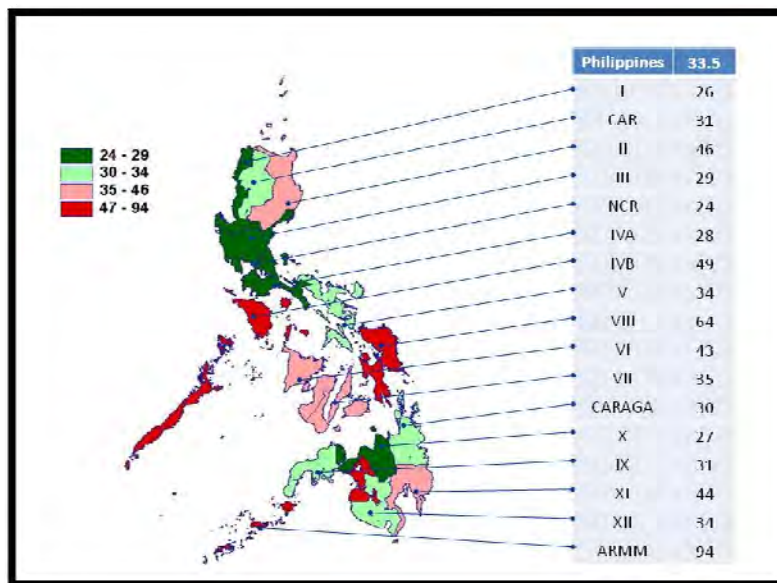 Philippines 33.5
I 26
CAR 31
II 46
III 29
NCR 24
IVA 28
IVB 49
V 34
VIII 64
VI 43
VII 35
CARAGA 30
X 27
IX 31
XI 44
XII 34
ARMM 94
24 - 29
30 - 34
35 - 46
47 - 94